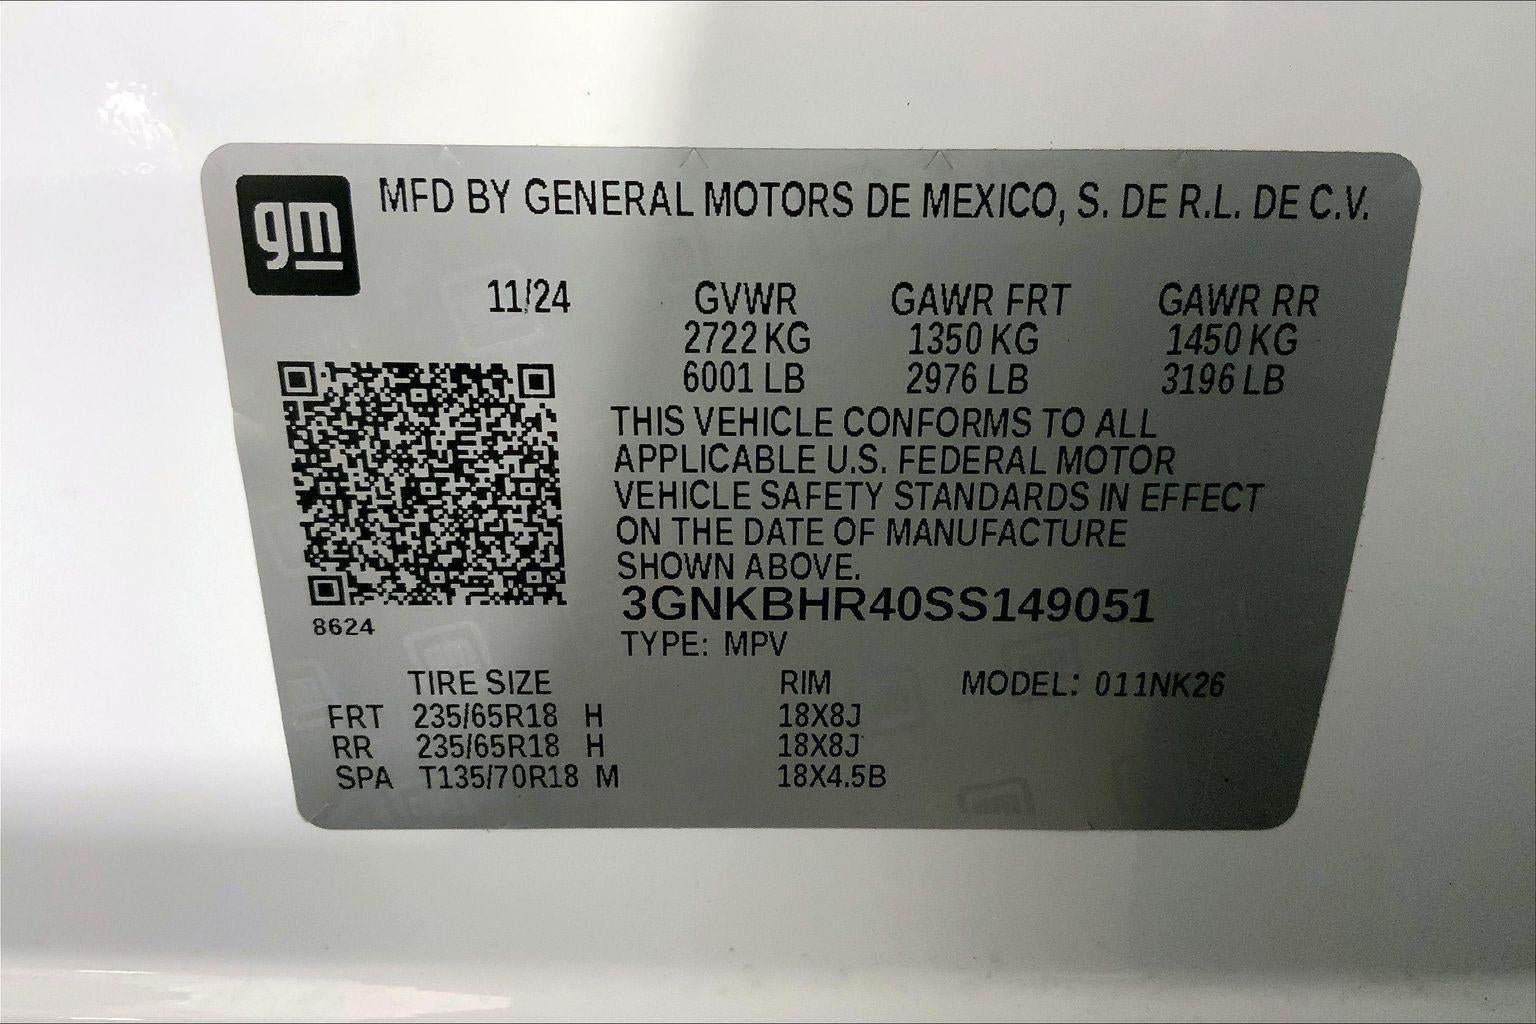 gm
MFD BY GENERAL MOTORS DE MEXICO, S. DE R.L. DE C.V.
11/24 GVWR GAWR FRT GAWR RR
2722 KG 1350 KG 1450 KG
6001 LB 2976 LB 3196 LB
THIS VEHICLE CONFORMS TO ALL
APPLICABLE U.S. FEDERAL MOTOR
VEHICLE SAFETY STANDARDS IN EFFECT
ON THE DATE OF MANUFACTURE
SHOWN ABOVE.
3GNKBHR40SS149051
8624
TYPE: MPV
TIRE SIZE RIM MODEL: 011NK26
FRT 235/65R18 H 18X8J
RR 235/65R18 H 18X8J
SPA T135/70R18 M 18X4.5B